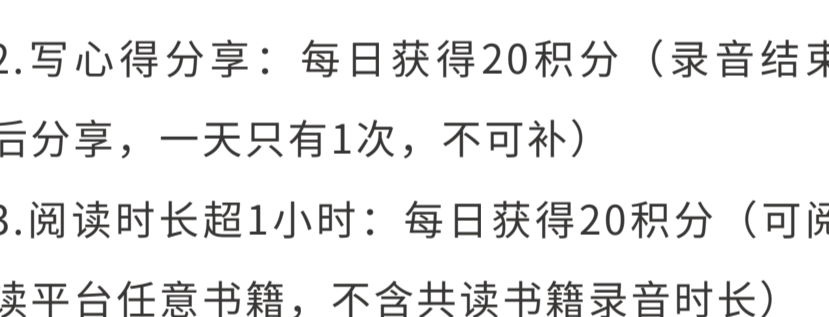 2.写心得分享：每日获得20积分（录音结束
后分享，一天只有1次，不可补）
3.阅读时长超1小时：每日获得20积分（可阅
读平台任意书籍，不含共读书籍录音时长）